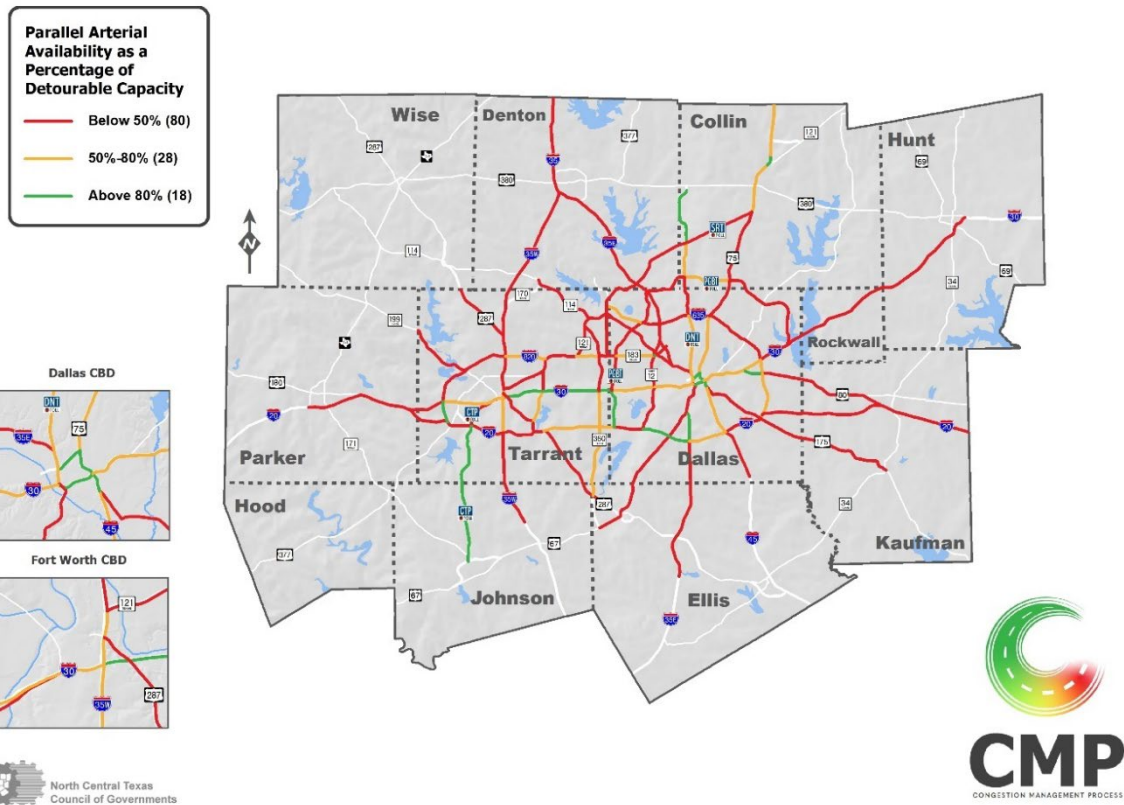 Parallel Arterial
Availability as a
Percentage of
Detourable Capacity
Below 50% (80)
50%-80% (28)
Above 80% (18)
N
Wise
Denton
Collin
Hunt
Parker
Tarrant
Dallas
Rockwall
Hood
Johnson
Ellis
Kaufman
287
377
121
69
35
380
380
30
SRT
35E
114
35W
75
69
34
PGBT
170
114
199
287
635
DNT
121
183
30
820
PGBT
12
180
30
80
20
CTP
20
20
20
171
360
175
287
35W
34
CTP
377
67
45
67
35E
Dallas CBD
DNT
75
35E
30
45
Fort Worth CBD
121
30
287
35W
North Central Texas
Council of Governments
CMP
CONGESTION MANAGEMENT PROCESS